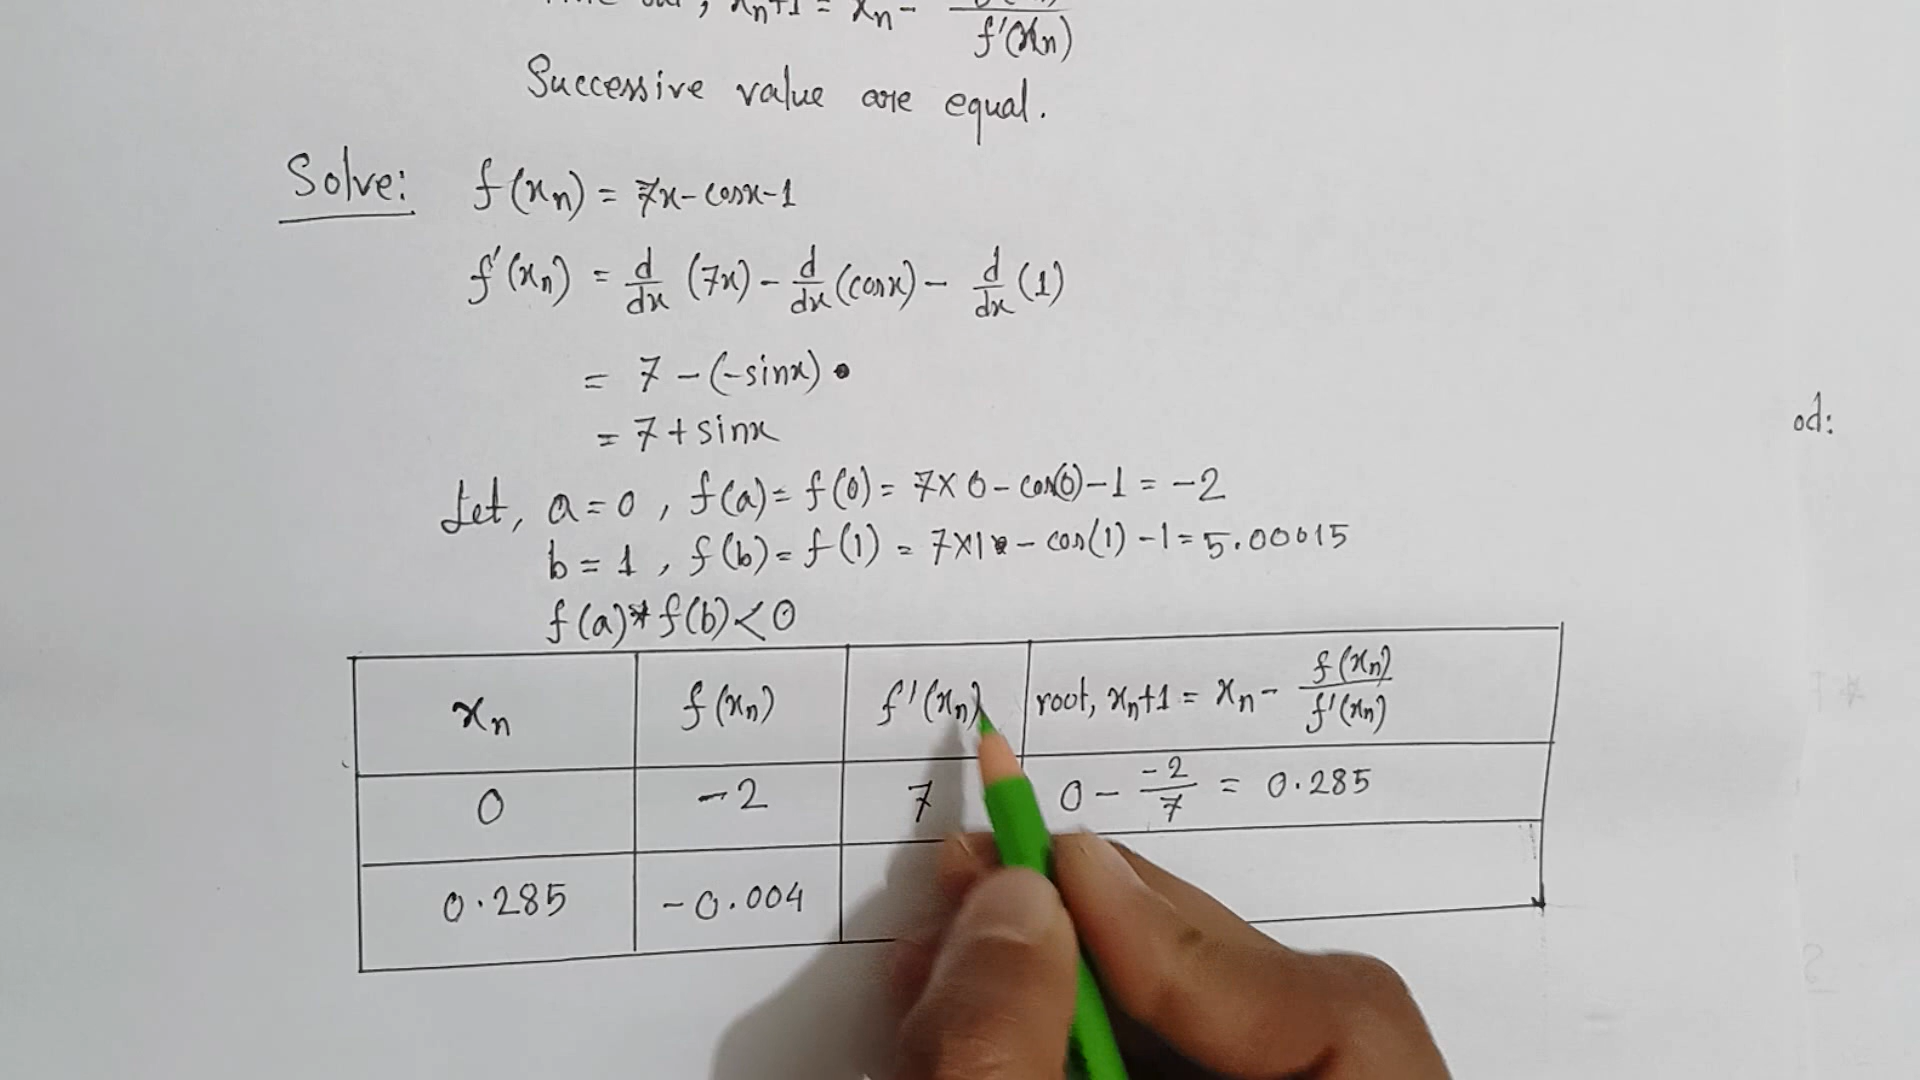 xn+1 = xn -
f'(xn)
Successive value are equal.
Solve: f(xn) = 7x - cosx - 1
f'(xn) = d/dx (7x) - d/dx (cosx) - d/dx (1)
= 7 - (-sinx)
= 7 + sinx
Let, a = 0, f(a) = f(0) = 7×0 - cos(0) - 1 = -2
b = 1, f(b) = f(1) = 7×1 - cos(1) - 1 = 5.00015
f(a)*f(b) < 0
xn f(xn) f'(xn) root, xn+1 = xn - f(xn)/f'(xn)
0 -2 7 0 - -2/7 = 0.285
0.285 -0.004
od: